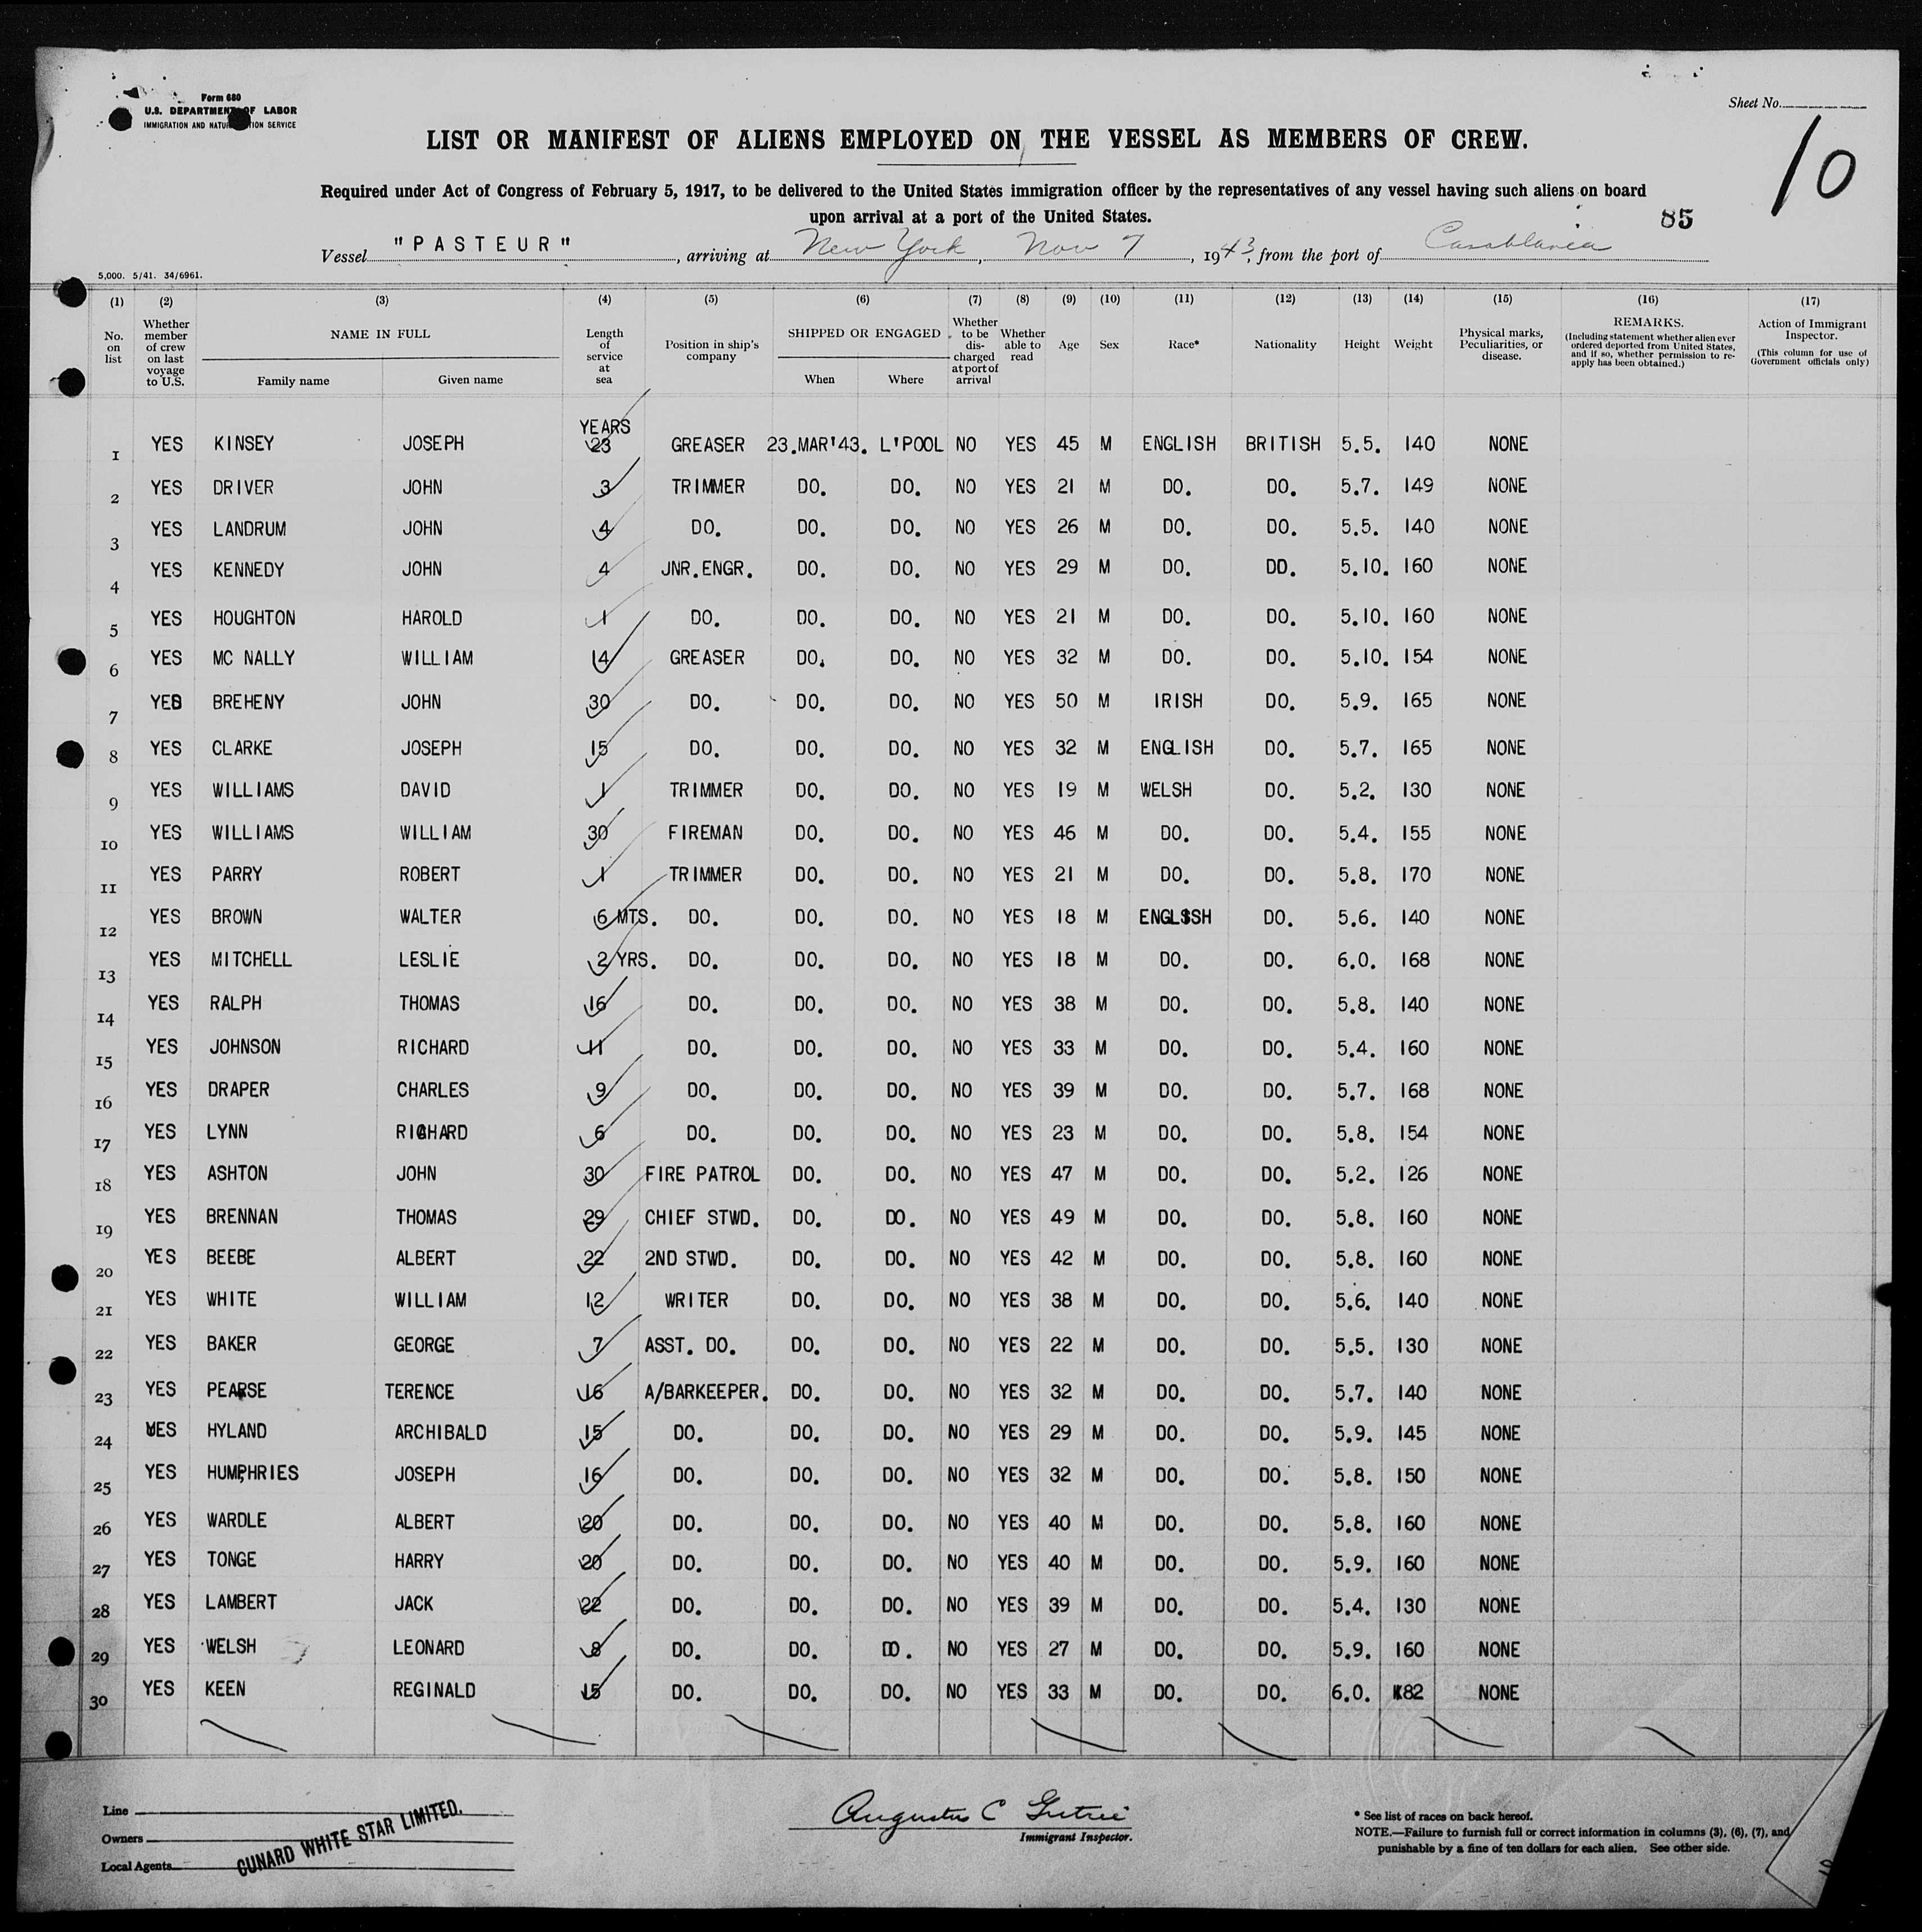 Form 680
U.S. DEPARTMENT OF LABOR
IMMIGRATION AND NATURALIZATION SERVICE
Sheet No.
LIST OR MANIFEST OF ALIENS EMPLOYED ON THE VESSEL AS MEMBERS OF CREW.
10
Required under Act of Congress of February 5, 1917, to be delivered to the United States immigration officer by the representatives of any vessel having such aliens on board
upon arrival at a port of the United States.
85
Vessel "PASTEUR", arriving at New York, Nov 7, 1943, from the port of Casablanca
5,000. 5/41. 34/6961.
(1) (2) (3) (4) (5) (6) (7) (8) (9) (10) (11) (12) (13) (14) (15) (16) (17)
No. on list Whether member of crew on last voyage to U.S. NAME IN FULL Family name Given name Length of service at sea Position in ship's company SHIPPED OR ENGAGED When Where Whether to be discharged at port of arrival Whether able to read Age Sex Race* Nationality Height Weight Physical marks, Peculiarities, or disease. REMARKS. (Including statement whether alien ever ordered deported from United States, and if so, whether permission to reapply has been obtained.) Action of Immigrant Inspector. (This column for use of Government officials only)
YEARS
1 YES KINSEY JOSEPH 23 GREASER 23.MAR'43. L'POOL NO YES 45 M ENGLISH BRITISH 5.5. 140 NONE
2 YES DRIVER JOHN 3 TRIMMER DO. DO. NO YES 21 M DO. DO. 5.7. 149 NONE
3 YES LANDRUM JOHN 4 DO. DO. DO. NO YES 26 M DO. DO. 5.5. 140 NONE
4 YES KENNEDY JOHN 4 JNR.ENGR. DO. DO. NO YES 29 M DO. DD. 5.10. 160 NONE
5 YES HOUGHTON HAROLD 1 DO. DO. DO. NO YES 21 M DO. DO. 5.10. 160 NONE
6 YES MC NALLY WILLIAM 14 GREASER DO. DO. NO YES 32 M DO. DO. 5.10. 154 NONE
7 YES BREHENY JOHN 30 DO. DO. DO. NO YES 50 M IRISH DO. 5.9. 165 NONE
8 YES CLARKE JOSEPH 15 DO. DO. DO. NO YES 32 M ENGLISH DO. 5.7. 165 NONE
9 YES WILLIAMS DAVID 1 TRIMMER DO. DO. NO YES 19 M WELSH DO. 5.2. 130 NONE
10 YES WILLIAMS WILLIAM 30 FIREMAN DO. DO. NO YES 46 M DO. DO. 5.4. 155 NONE
11 YES PARRY ROBERT 1 TRIMMER DO. DO. NO YES 21 M DO. DO. 5.8. 170 NONE
12 YES BROWN WALTER 6 MTS. DO. DO. DO. NO YES 18 M ENGLISH DO. 5.6. 140 NONE
13 YES MITCHELL LESLIE 2 YRS. DO. DO. DO. NO YES 18 M DO. DO. 6.0. 168 NONE
14 YES RALPH THOMAS 16 DO. DO. DO. NO YES 38 M DO. DO. 5.8. 140 NONE
15 YES JOHNSON RICHARD 11 DO. DO. DO. NO YES 33 M DO. DO. 5.4. 160 NONE
16 YES DRAPER CHARLES 9 DO. DO. DO. NO YES 39 M DO. DO. 5.7. 168 NONE
17 YES LYNN RICHARD 6 DO. DO. DO. NO YES 23 M DO. DO. 5.8. 154 NONE
18 YES ASHTON JOHN 30 FIRE PATROL DO. DO. NO YES 47 M DO. DO. 5.2. 126 NONE
19 YES BRENNAN THOMAS 29 CHIEF STWD. DO. DO. NO YES 49 M DO. DO. 5.8. 160 NONE
20 YES BEEBE ALBERT 22 2ND STWD. DO. DO. NO YES 42 M DO. DO. 5.8. 160 NONE
21 YES WHITE WILLIAM 12 WRITER DO. DO. NO YES 38 M DO. DO. 5.6. 140 NONE
22 YES BAKER GEORGE 7 ASST. DO. DO. DO. NO YES 22 M DO. DO. 5.5. 130 NONE
23 YES PEARSE TERENCE 16 A/BARKEEPER. DO. DO. NO YES 32 M DO. DO. 5.7. 140 NONE
24 YES HYLAND ARCHIBALD 15 DO. DO. DO. NO YES 29 M DO. DO. 5.9. 145 NONE
25 YES HUMPHRIES JOSEPH 16 DO. DO. DO. NO YES 32 M DO. DO. 5.8. 150 NONE
26 YES WARDLE ALBERT 20 DO. DO. DO. NO YES 40 M DO. DO. 5.8. 160 NONE
27 YES TONGE HARRY 20 DO. DO. DO. NO YES 40 M DO. DO. 5.9. 160 NONE
28 YES LAMBERT JACK 22 DO. DO. DO. NO YES 39 M DO. DO. 5.4. 130 NONE
29 YES WELSH LEONARD 8 DO. DO. DO. NO YES 27 M DO. DO. 5.9. 160 NONE
30 YES KEEN REGINALD 15 DO. DO. DO. NO YES 33 M DO. DO. 6.0. 182 NONE
Line
Owners
Local Agents
CUNARD WHITE STAR LIMITED.
Augustus C
Immigrant Inspector.
* See list of races on back hereof.
NOTE.—Failure to furnish full or correct information in columns (3), (6), (7), and
punishable by a fine of ten dollars for each alien. See other side.